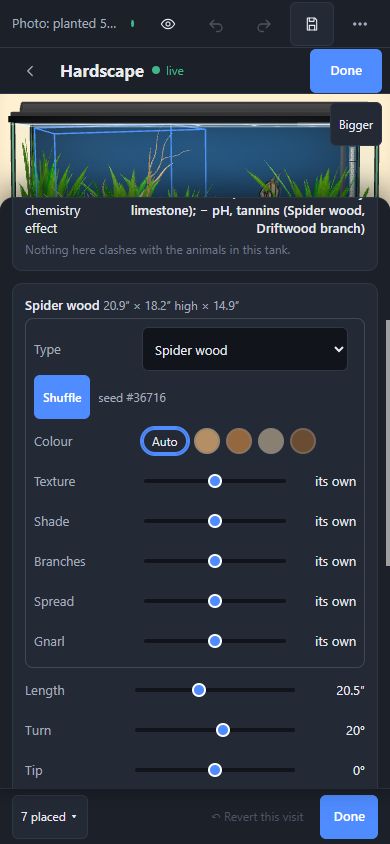 Photo: planted 5...
Hardscape
live
Done
Bigger
chemistry effect
limestone); − pH, tannins (Spider wood, Driftwood branch)
Nothing here clashes with the animals in this tank.
Spider wood 20.9″ × 18.2″ high × 14.9″
Type
Spider wood
Shuffle
seed #36716
Colour
Auto
Texture
its own
Shade
its own
Branches
its own
Spread
its own
Gnarl
its own
Length
20.5″
Turn
20°
Tip
0°
7 placed
Revert this visit
Done